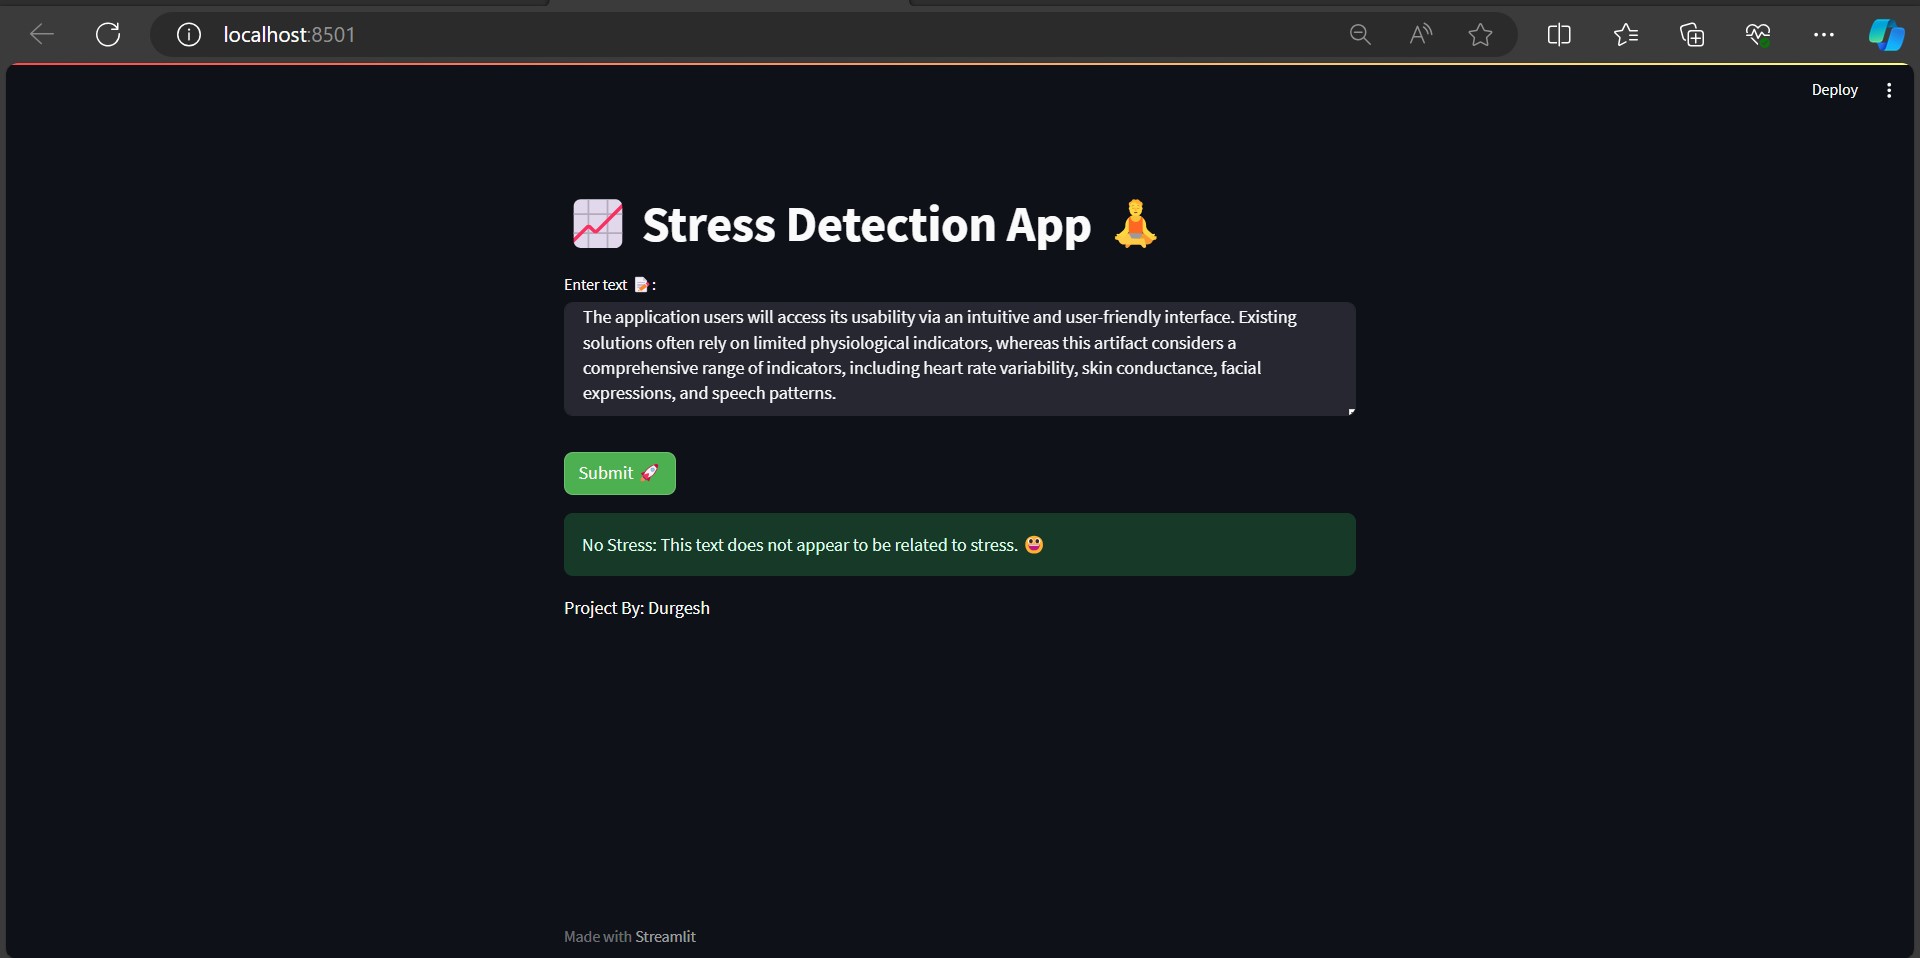 localhost:8501
Deploy
Stress Detection App
Enter text 📝:
The application users will access its usability via an intuitive and user-friendly interface. Existing
solutions often rely on limited physiological indicators, whereas this artifact considers a
comprehensive range of indicators, including heart rate variability, skin conductance, facial
expressions, and speech patterns.
Submit 🚀
No Stress: This text does not appear to be related to stress. 😀
Project By: Durgesh
Made with Streamlit